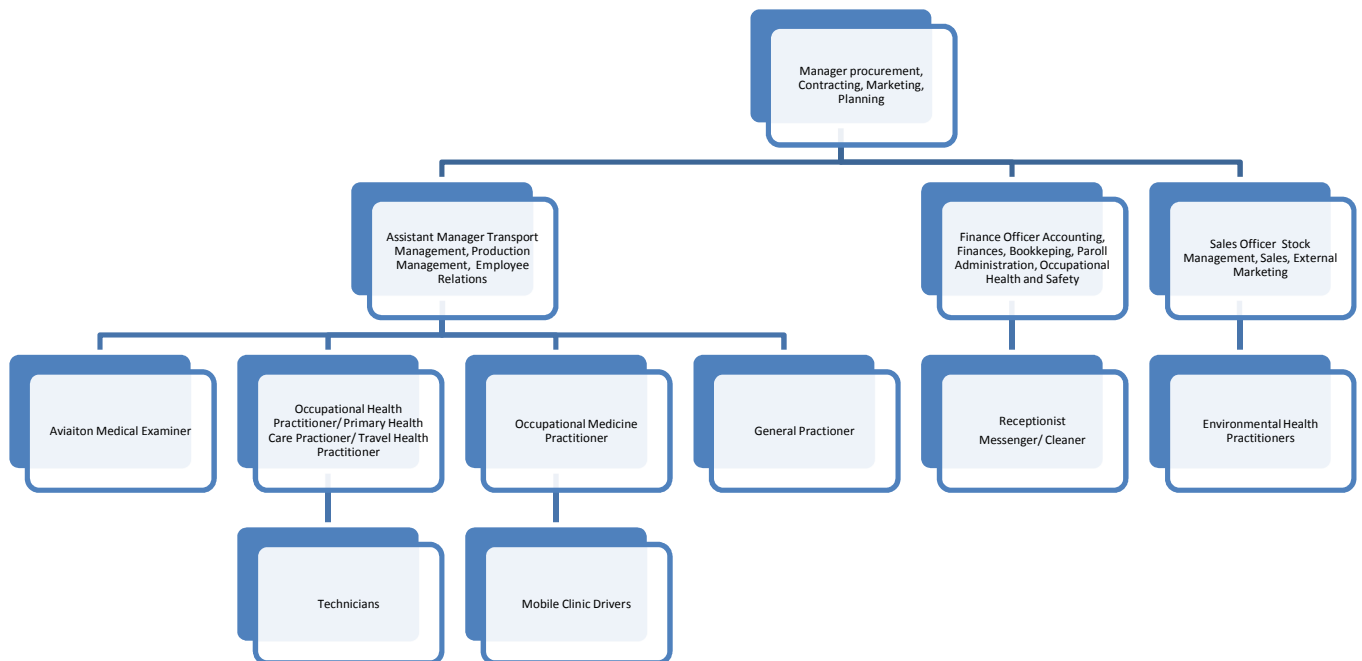 Manager procurement,
Contracting, Marketing,
Planning
Assistant Manager Transport
Management, Production
Management, Employee
Relations
Finance Officer Accounting,
Finances, Bookkeping, Paroll
Administration, Occupational
Health and Safety
Sales Officer Stock
Management, Sales, External
Marketing
Aviaiton Medical Examiner
Occupational Health
Practitioner/ Primary Health
Care Practioner/ Travel Health
Practitioner
Occupational Medicine
Practitioner
General Practioner
Receptionist
Messenger/ Cleaner
Environmental Health
Practitioners
Technicians
Mobile Clinic Drivers